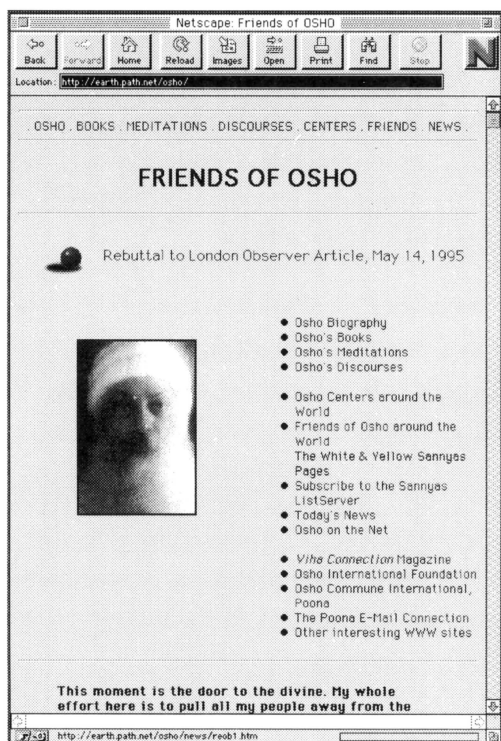 Netscape: Friends of OSHO
Back Forward Home Reload Images Open Print Find Stop N
Location: http://earth.path.net/osho/
. OSHO . BOOKS . MEDITATIONS . DISCOURSES . CENTERS . FRIENDS . NEWS .
FRIENDS OF OSHO
Rebuttal to London Observer Article, May 14, 1995
● Osho Biography
● Osho's Books
● Osho's Meditations
● Osho's Discourses
● Osho Centers around the
World
● Friends of Osho around the
World
The White & Yellow Sannyas
Pages
● Subscribe to the Sannyas
ListServer
● Today's News
● Osho on the Net
● Viha Connection Magazine
● Osho International Foundation
● Osho Commune International,
Poona
● The Poona E-Mail Connection
● Other interesting WWW sites
This moment is the door to the divine. My whole
effort here is to pull all my people away from the
http://earth.path.net/osho/news/reob1.htm